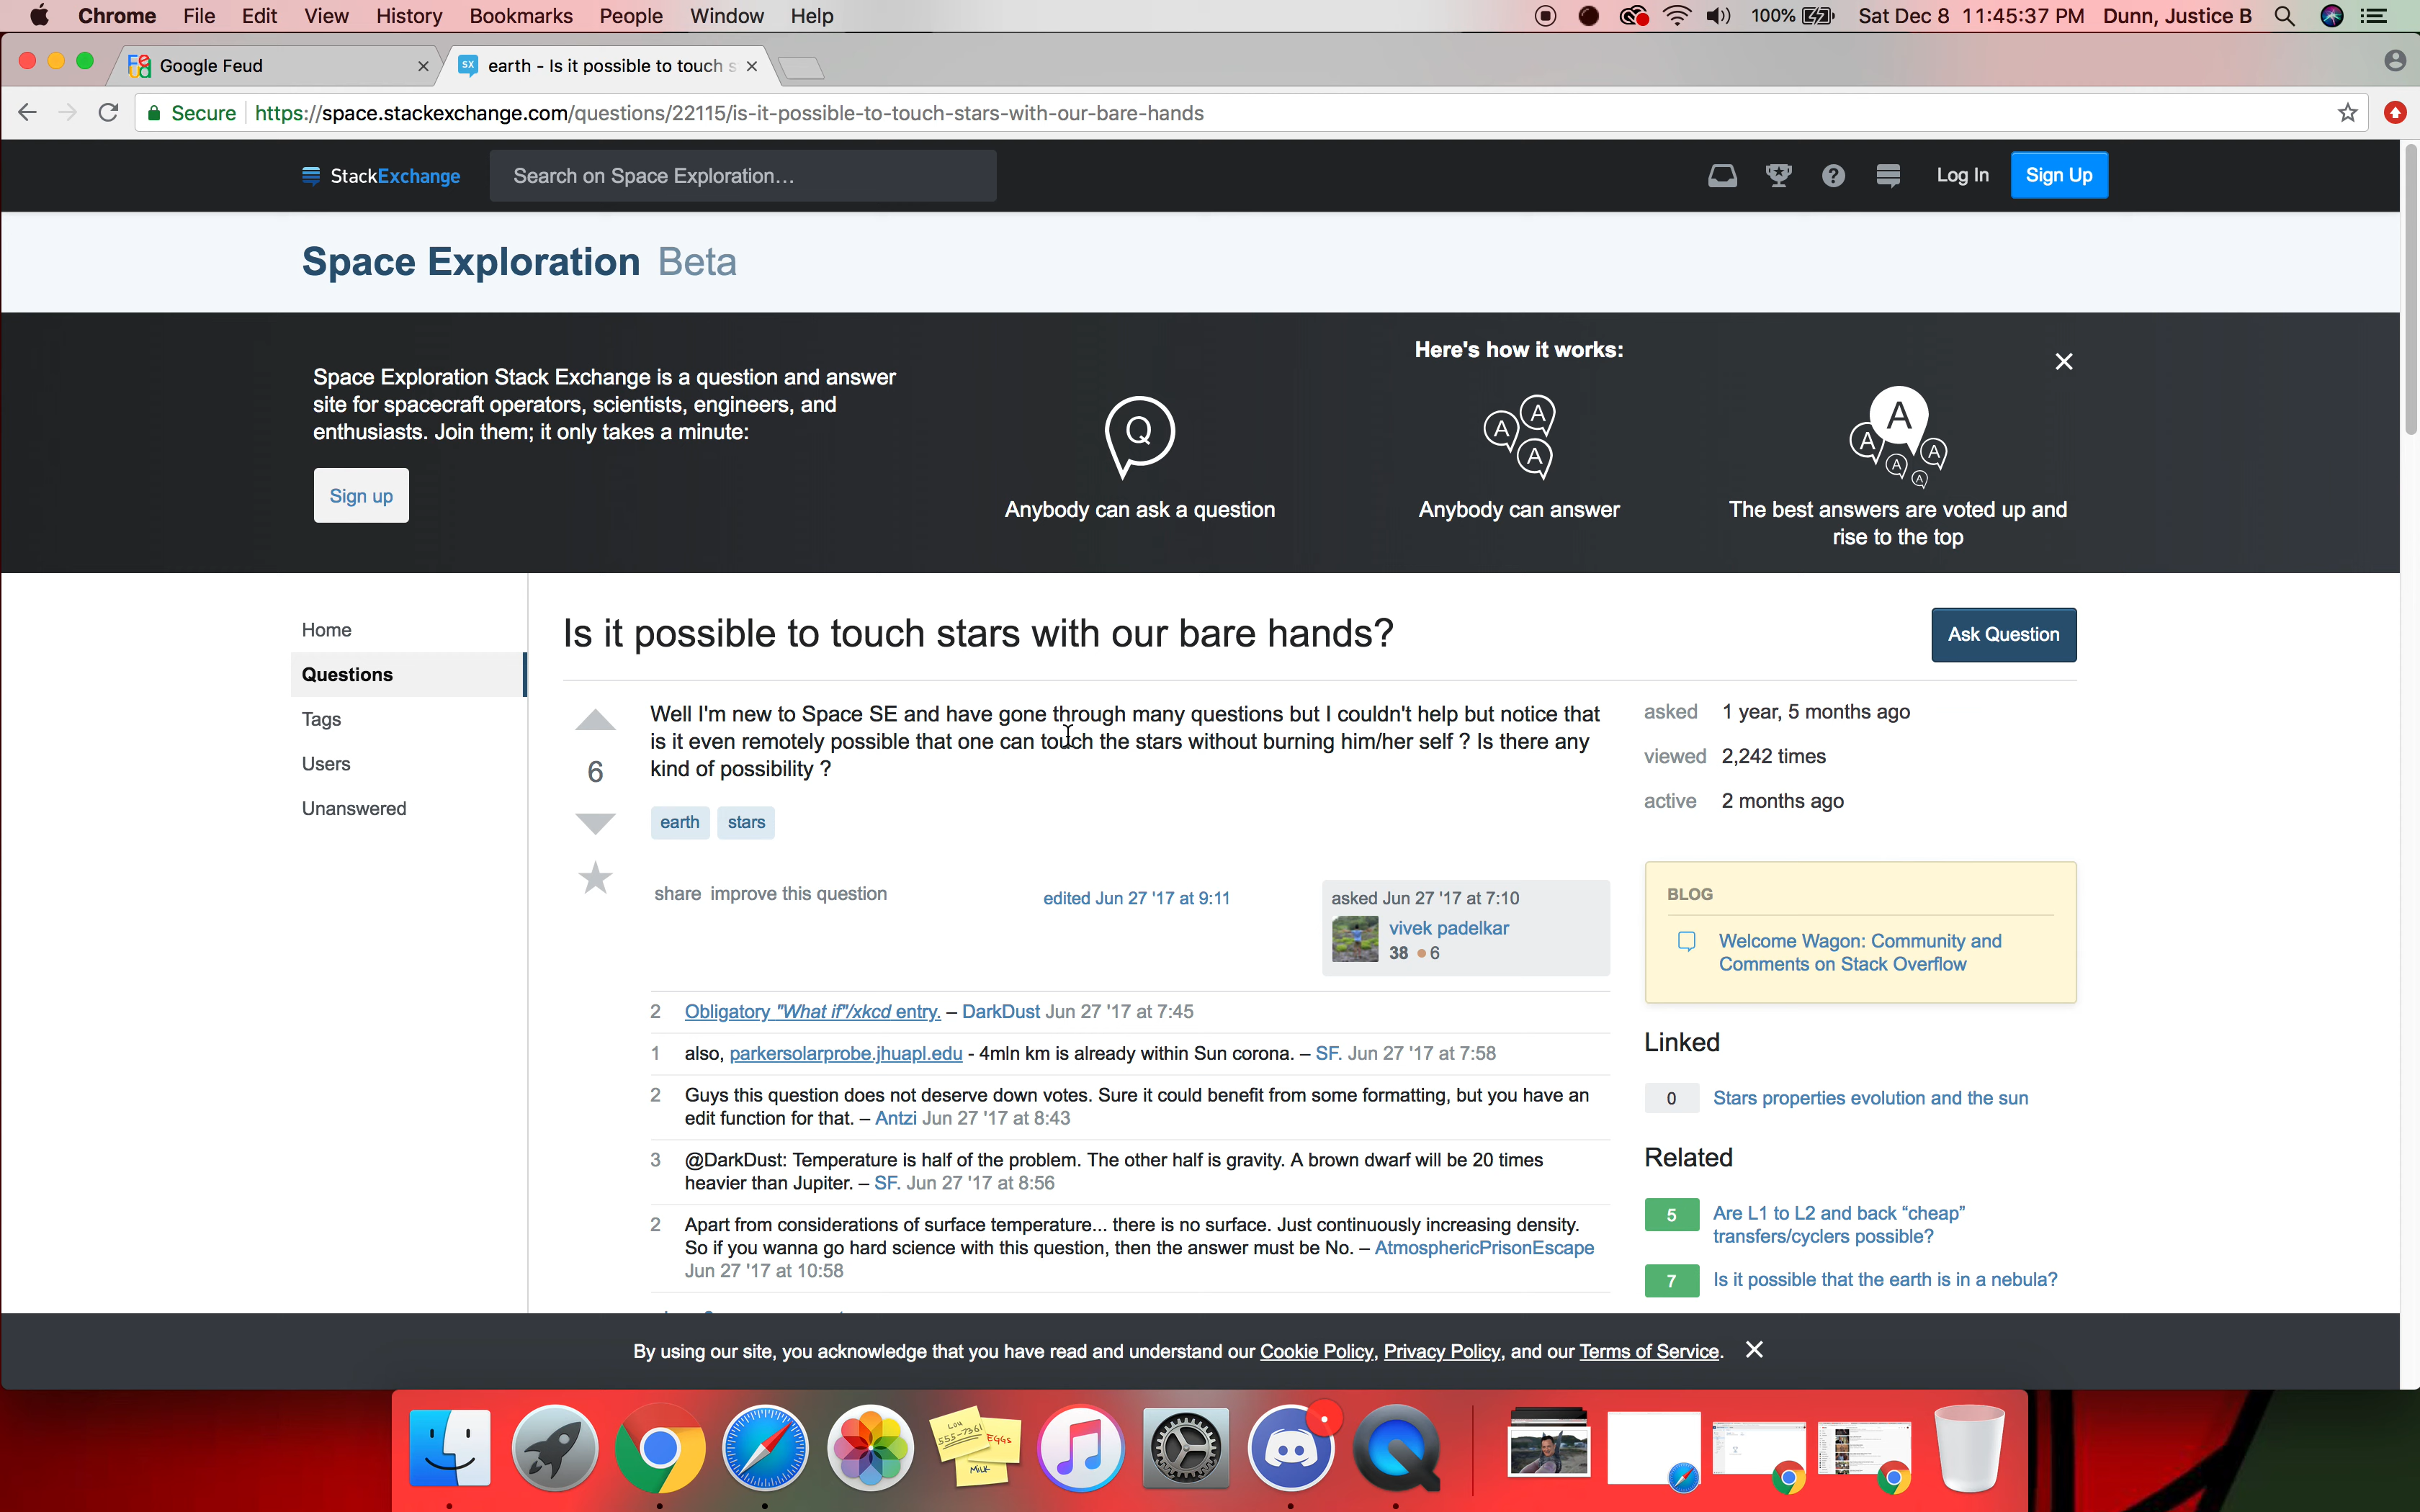 Chrome File Edit View History Bookmarks People Window Help 100% Sat Dec 8 11:45:37 PM Dunn, Justice B
Google Feud
earth - Is it possible to touch s
Secure https://space.stackexchange.com/questions/22115/is-it-possible-to-touch-stars-with-our-bare-hands
StackExchange Search on Space Exploration... Log In Sign Up
Space Exploration Beta
Here's how it works:
Space Exploration Stack Exchange is a question and answer
site for spacecraft operators, scientists, engineers, and
enthusiasts. Join them; it only takes a minute:
Sign up
Q
Anybody can ask a question
A A A
Anybody can answer
A A A A A
The best answers are voted up and
rise to the top
Home
Questions
Tags
Users
Unanswered
Is it possible to touch stars with our bare hands?
Ask Question
6
Well I'm new to Space SE and have gone through many questions but I couldn't help but notice that
is it even remotely possible that one can touch the stars without burning him/her self ? Is there any
kind of possibility ?
earth stars
share improve this question
edited Jun 27 '17 at 9:11
asked Jun 27 '17 at 7:10
vivek padelkar
38 6
2 Obligatory "What if"/xkcd entry. – DarkDust Jun 27 '17 at 7:45
1 also, parkersolarprobe.jhuapl.edu - 4mln km is already within Sun corona. – SF. Jun 27 '17 at 7:58
2 Guys this question does not deserve down votes. Sure it could benefit from some formatting, but you have an
edit function for that. – Antzi Jun 27 '17 at 8:43
3 @DarkDust: Temperature is half of the problem. The other half is gravity. A brown dwarf will be 20 times
heavier than Jupiter. – SF. Jun 27 '17 at 8:56
2 Apart from considerations of surface temperature... there is no surface. Just continuously increasing density.
So if you wanna go hard science with this question, then the answer must be No. – AtmosphericPrisonEscape
Jun 27 '17 at 10:58
asked 1 year, 5 months ago
viewed 2,242 times
active 2 months ago
BLOG
Welcome Wagon: Community and
Comments on Stack Overflow
Linked
0 Stars properties evolution and the sun
Related
5 Are L1 to L2 and back “cheap”
transfers/cyclers possible?
7 Is it possible that the earth is in a nebula?
By using our site, you acknowledge that you have read and understand our Cookie Policy, Privacy Policy, and our Terms of Service.
LOU
555-7361
EGGS
MILK